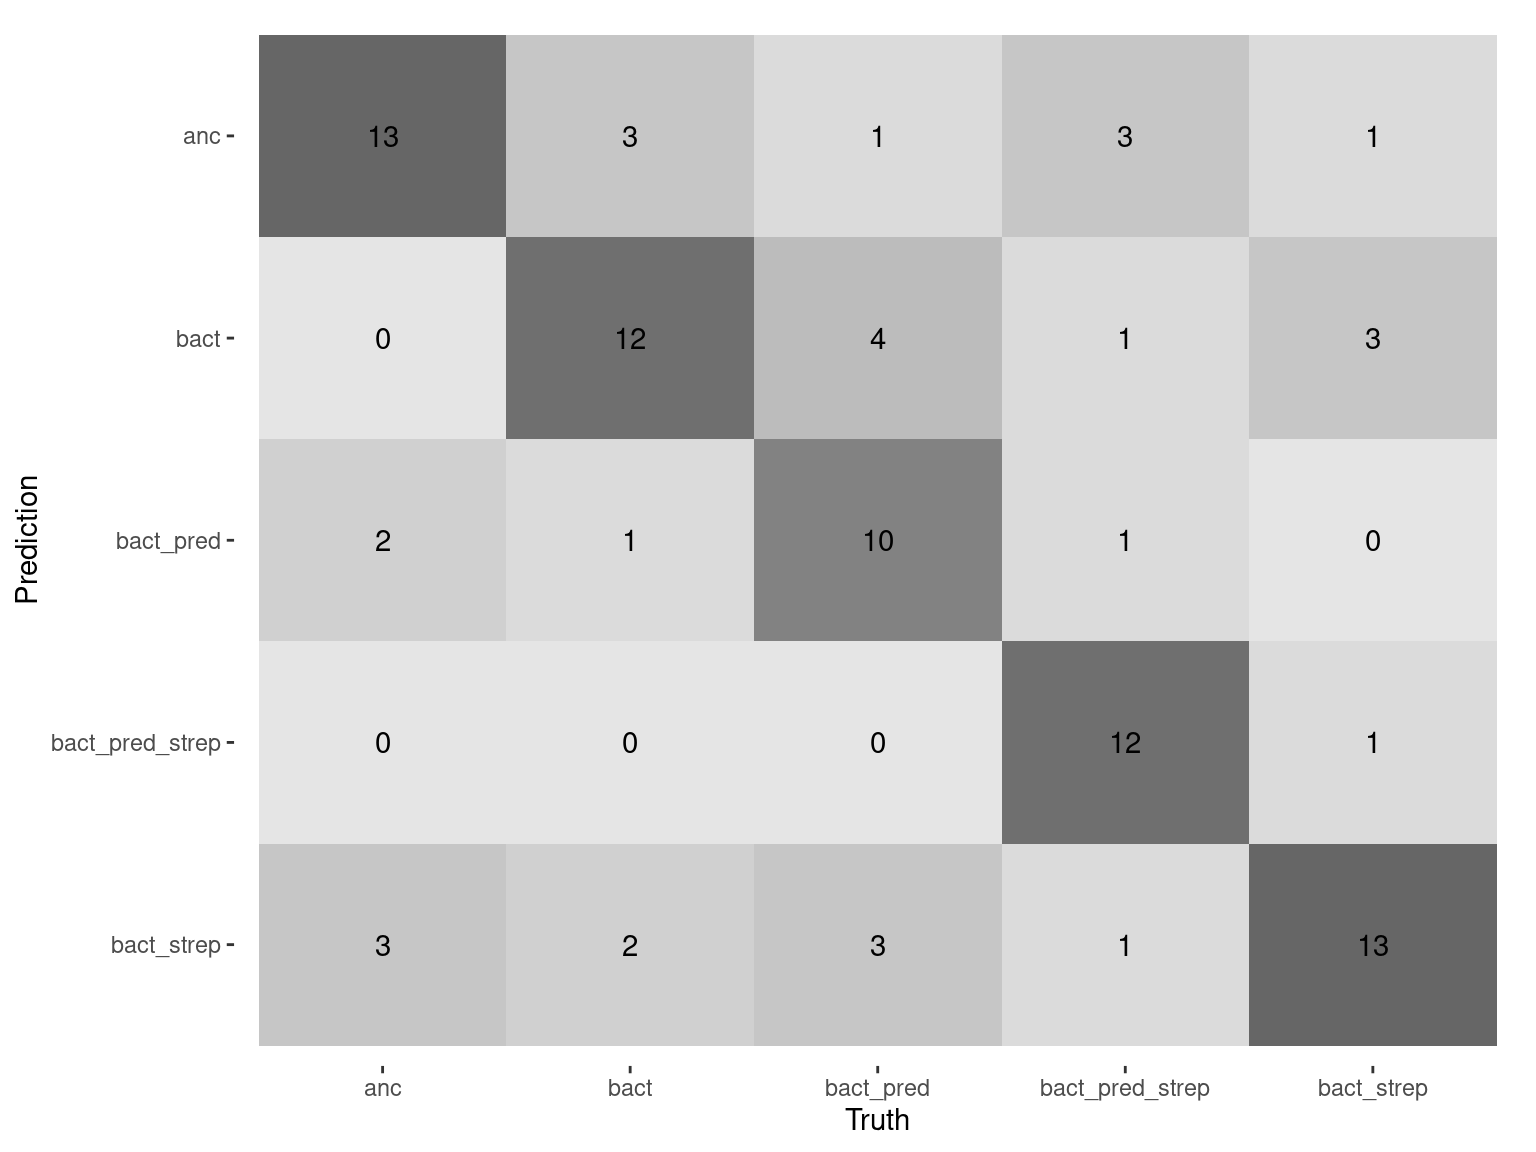 anc 13 3 1 3 1
bact 0 12 4 1 3
bact_pred 2 1 10 1 0
bact_pred_strep 0 0 0 12 1
bact_strep 3 2 3 1 13
anc bact bact_pred bact_pred_strep bact_strep
Truth
Prediction